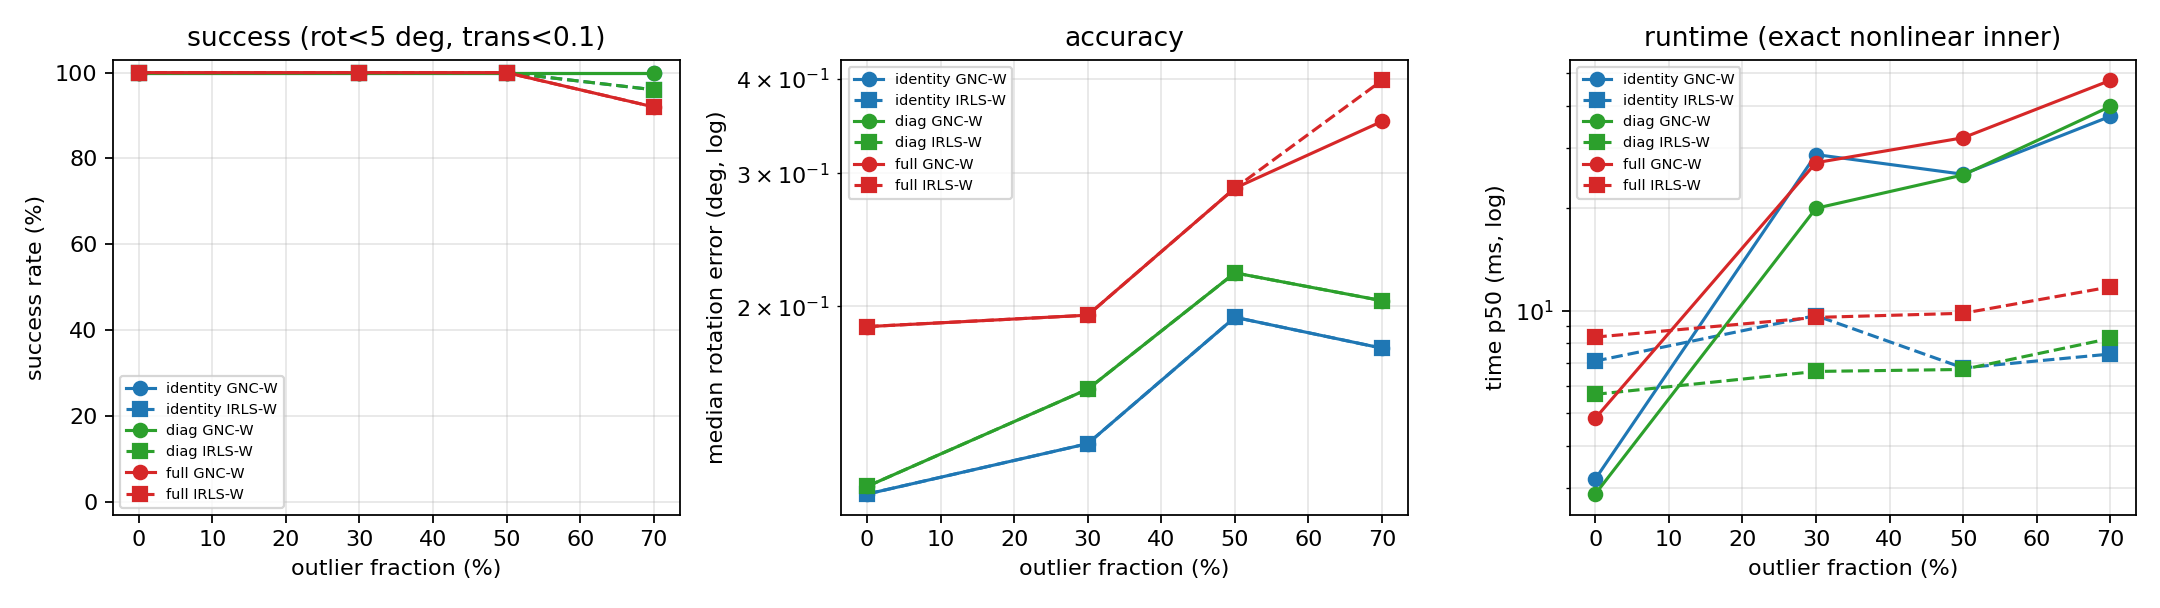 success (rot<5 deg, trans<0.1)
success rate (%)
100
80
60
40
20
0
identity GNC-W
identity IRLS-W
diag GNC-W
diag IRLS-W
full GNC-W
full IRLS-W
0 10 20 30 40 50 60 70
outlier fraction (%)
accuracy
median rotation error (deg, log)
4 × 10⁻¹
3 × 10⁻¹
2 × 10⁻¹
identity GNC-W
identity IRLS-W
diag GNC-W
diag IRLS-W
full GNC-W
full IRLS-W
0 10 20 30 40 50 60 70
outlier fraction (%)
runtime (exact nonlinear inner)
time p50 (ms, log)
10¹
identity GNC-W
identity IRLS-W
diag GNC-W
diag IRLS-W
full GNC-W
full IRLS-W
0 10 20 30 40 50 60 70
outlier fraction (%)